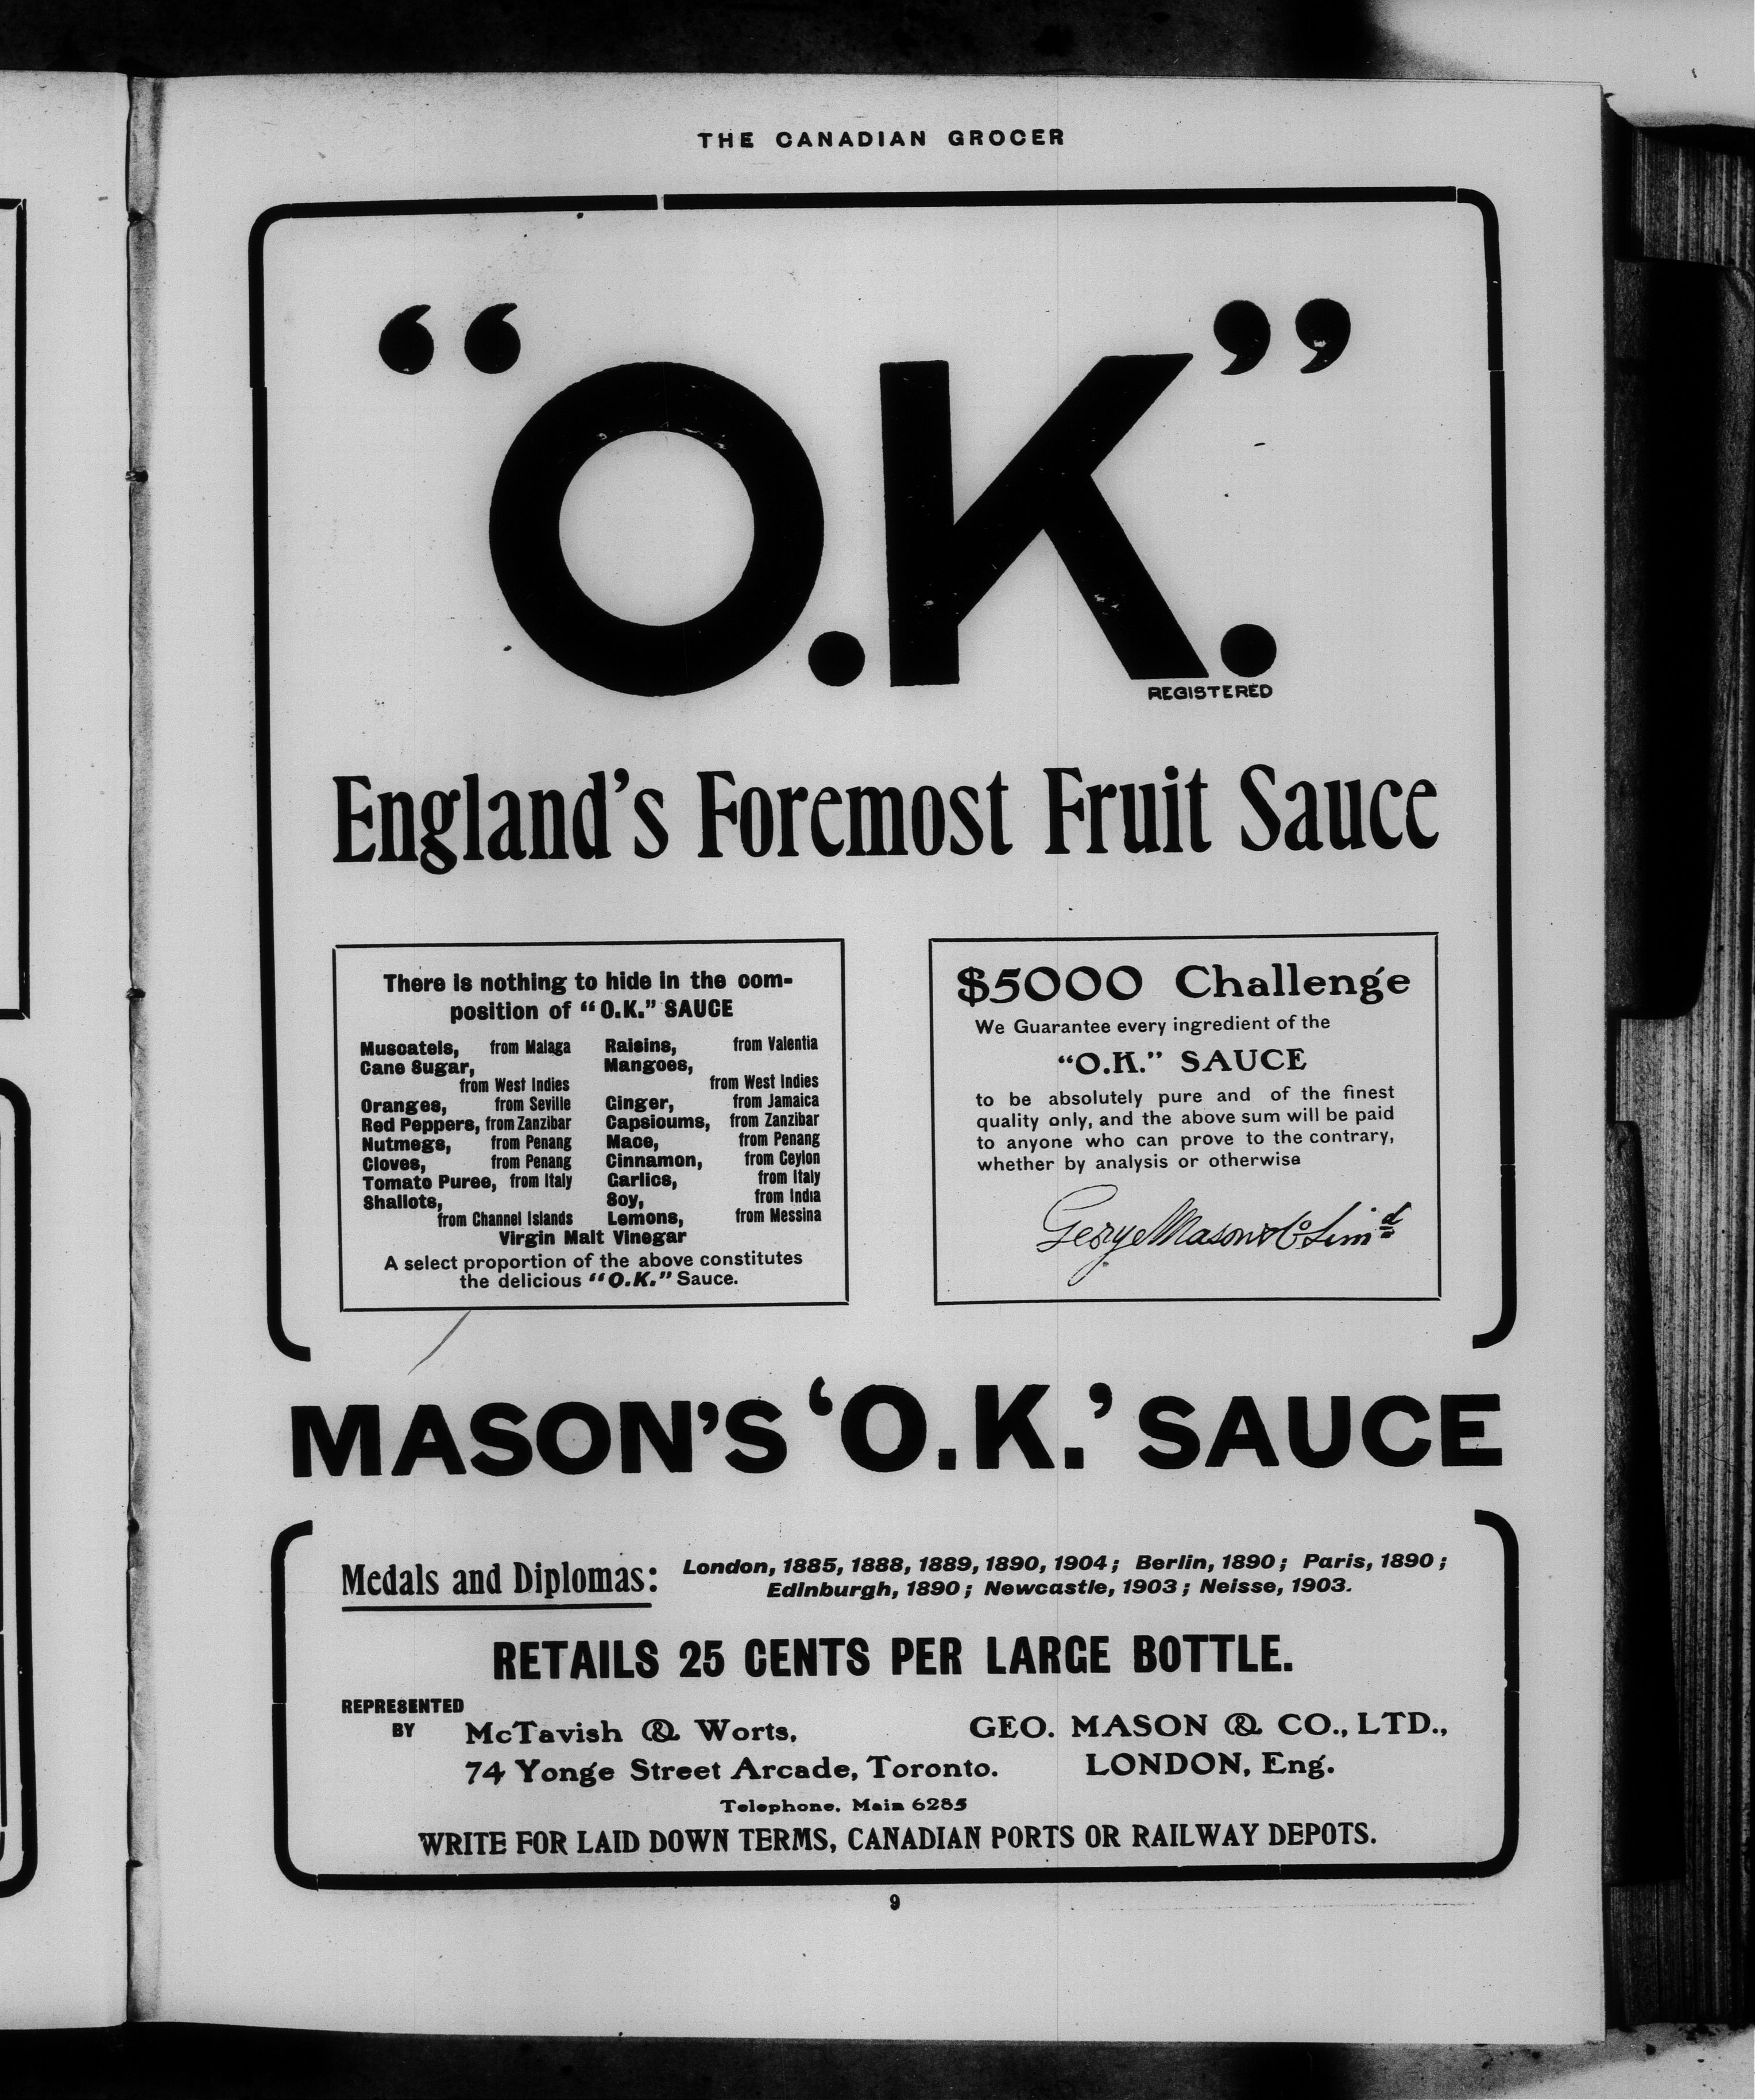 THE CANADIAN GROCER
“O.K.”
REGISTERED
England's Foremost Fruit Sauce
There is nothing to hide in the com-
position of “O.K.” SAUCE
Muscatels, from Malaga
Cane Sugar,
from West Indies
Oranges, from Seville
Red Peppers, from Zanzibar
Nutmegs, from Penang
Cloves, from Penang
Tomato Puree, from Italy
Shallots,
from Channel Islands
Raisins, from Valentia
Mangoes,
from West Indies
Ginger, from Jamaica
Capsicums, from Zanzibar
Mace, from Penang
Cinnamon, from Ceylon
Garlics, from Italy
Soy, from India
Lemons, from Messina
Virgin Malt Vinegar
A select proportion of the above constitutes
the delicious “O.K.” Sauce.
$5000 Challenge
We Guarantee every ingredient of the
“O.K.” SAUCE
to be absolutely pure and of the finest
quality only, and the above sum will be paid
to anyone who can prove to the contrary,
whether by analysis or otherwise
George Mason & Co Limd
MASON'S ‘O.K.’ SAUCE
Medals and Diplomas: London, 1885, 1888, 1889, 1890, 1904; Berlin, 1890; Paris, 1890;
Edinburgh, 1890; Newcastle, 1903; Neisse, 1903.
RETAILS 25 CENTS PER LARGE BOTTLE.
REPRESENTED
BY
McTavish & Worts,
74 Yonge Street Arcade, Toronto.
GEO. MASON & CO., LTD.,
LONDON, Eng.
Telephone, Main 6285
WRITE FOR LAID DOWN TERMS, CANADIAN PORTS OR RAILWAY DEPOTS.
9